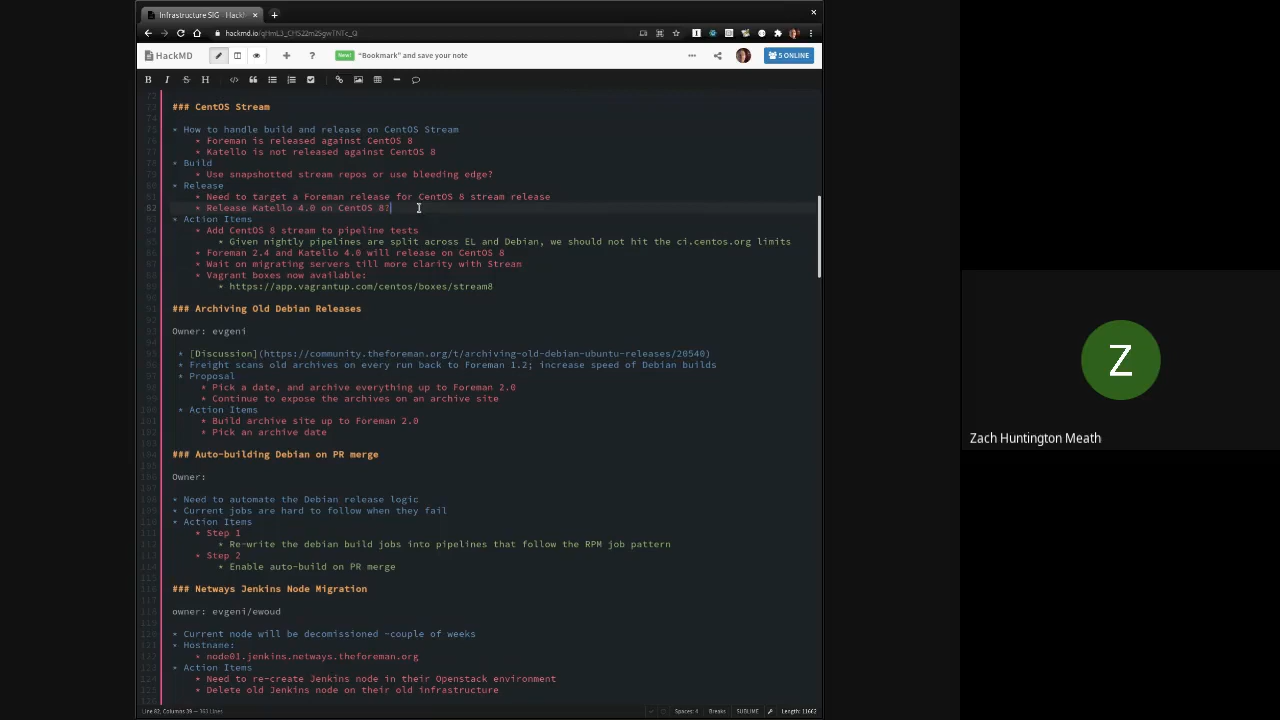 Infrastructure SIG - HackM
HackMD
New! "Bookmark" and save your note
5 ONLINE
### CentOS Stream
* How to handle build and release on CentOS Stream
* Foreman is released against CentOS 8
* Katello is not released against CentOS 8
* Build
* Use snapshotted stream repos or use bleeding edge?
* Release
* Need to target a Foreman release for CentOS 8 stream release
* Release Katello 4.0 on CentOS 8?
* Action Items
* Add CentOS 8 stream to pipeline tests
* Given nightly pipelines are split across EL and Debian, we should not hit the ci.centos.org limits
* Foreman 2.4 and Katello 4.0 will release on CentOS 8
* Wait on migrating servers till more clarity with Stream
* Vagrant boxes now available:
* https://app.vagrantup.com/centos/boxes/stream8
### Archiving Old Debian Releases
Owner: evgeni
* [Discussion](https://community.theforeman.org/t/archiving-old-debian-ubuntu-releases/20540)
* Freight scans old archives on every run back to Foreman 1.2; increase speed of Debian builds
* Proposal
* Pick a date, and archive everything up to Foreman 2.0
* Continue to expose the archives on an archive site
* Action Items
* Build archive site up to Foreman 2.0
* Pick an archive date
### Auto-building Debian on PR merge
Owner:
* Need to automate the Debian release logic
* Current jobs are hard to follow when they fail
* Action Items
* Step 1
* Re-write the debian build jobs into pipelines that follow the RPM job pattern
* Step 2
* Enable auto-build on PR merge
### Netways Jenkins Node Migration
owner: evgeni/ewoud
* Current node will be decomissioned ~couple of weeks
* Hostname:
* node01.jenkins.netways.theforeman.org
* Action Items
* Need to re-create Jenkins node in their Openstack environment
* Delete old Jenkins node on their old infrastructure
Line 82, Columns 39 — 363 Lines
Spaces: 4 Breaks SUBLIME Length: 11602
Z
Zach Huntington Meath